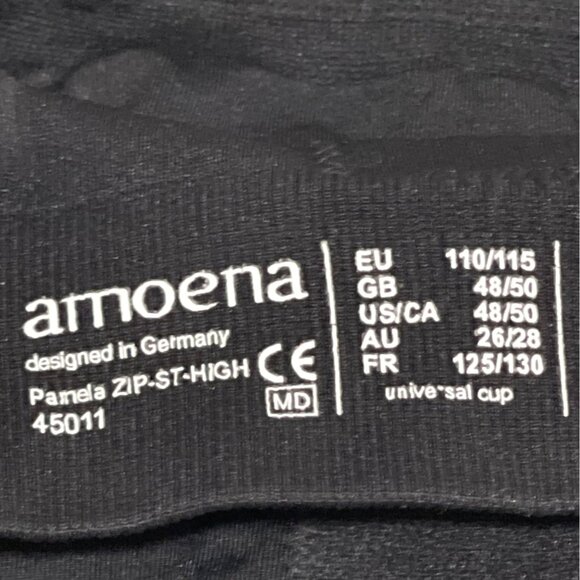 amoena
designed in Germany
Pamela ZIP-ST-HIGH CE
45011 MD
EU 110/115
GB 48/50
US/CA 48/50
AU 26/28
FR 125/130
universal cup